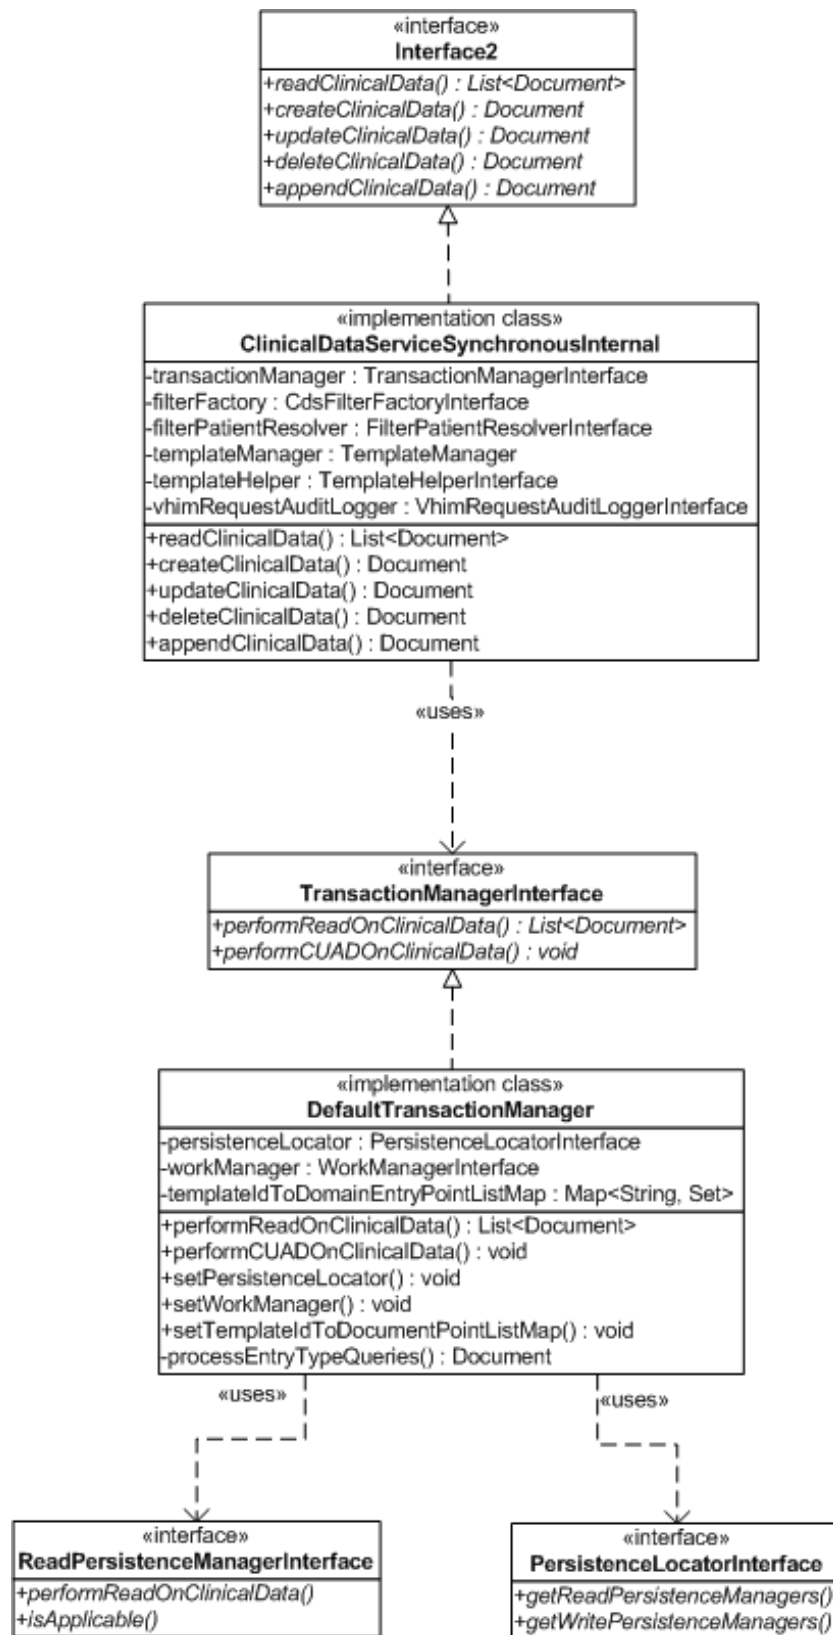 «interface»
Interface2
+readClinicalData() : List<Document>
+createClinicalData() : Document
+updateClinicalData() : Document
+deleteClinicalData() : Document
+appendClinicalData() : Document
«implementation class»
ClinicalDataServiceSynchronousInternal
-transactionManager : TransactionManagerInterface
-filterFactory : CdsFilterFactoryInterface
-filterPatientResolver : FilterPatientResolverInterface
-templateManager : TemplateManager
-templateHelper : TemplateHelperInterface
-vhimRequestAuditLogger : VhimRequestAuditLoggerInterface
+readClinicalData() : List<Document>
+createClinicalData() : Document
+updateClinicalData() : Document
+deleteClinicalData() : Document
+appendClinicalData() : Document
«uses»
«interface»
TransactionManagerInterface
+performReadOnClinicalData() : List<Document>
+performCUADOnClinicalData() : void
«implementation class»
DefaultTransactionManager
-persistenceLocator : PersistenceLocatorInterface
-workManager : WorkManagerInterface
-templateIdToDomainEntryPointListMap : Map<String, Set>
+performReadOnClinicalData() : List<Document>
+performCUADOnClinicalData() : void
+setPersistenceLocator() : void
+setWorkManager() : void
+setTemplateIdToDocumentPointListMap() : void
-processEntryTypeQueries() : Document
«uses»
«uses»
«interface»
ReadPersistenceManagerInterface
+performReadOnClinicalData()
+isApplicable()
«interface»
PersistenceLocatorInterface
+getReadPersistenceManagers()
+getWritePersistenceManagers()